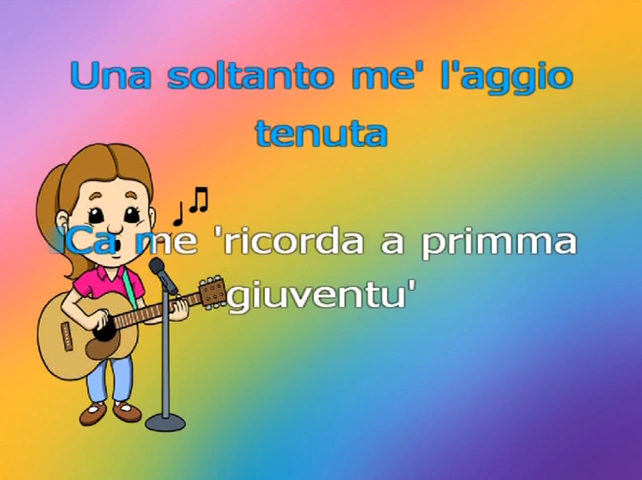 Una soltanto me' l'aggio
tenuta
'Ca me 'ricorda a primma
giuventu'